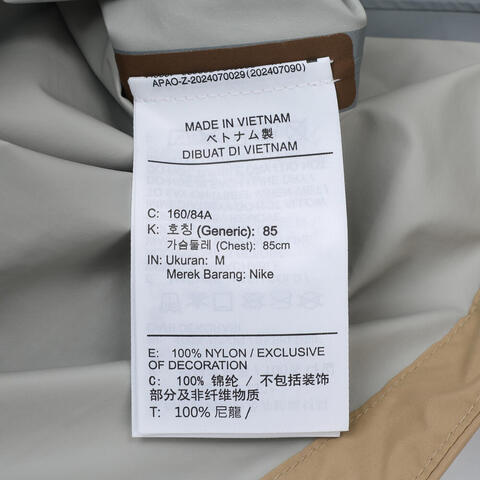 APAO-Z-2024070029(202407090)
MADE IN VIETNAM
ベトナム製
DIBUAT DI VIETNAM
C: 160/84A
K: 호칭 (Generic): 85
가슴둘레 (Chest): 85cm
IN: Ukuran: M
Merek Barang: Nike
E: 100% NYLON / EXCLUSIVE
OF DECORATION
C: 100% 锦纶 / 不包括装饰
部分及非纤维物质
T: 100% 尼龍 /